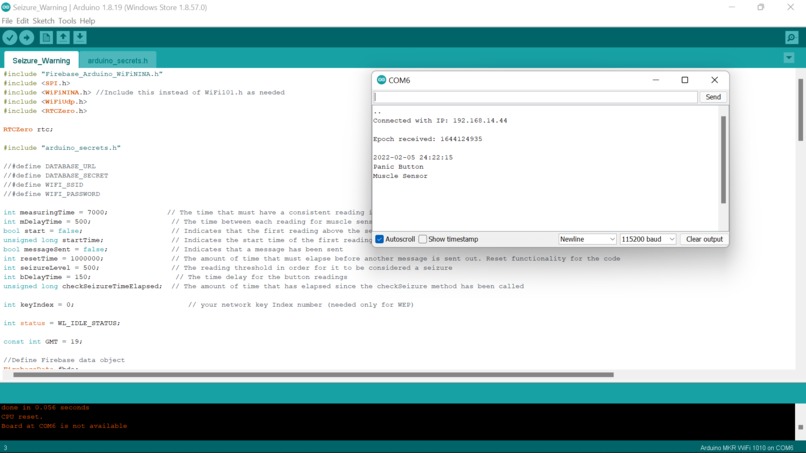 Seizure_Warning | Arduino 1.8.19 (Windows Store 1.8.57.0)
File Edit Sketch Tools Help
Seizure_Warning
arduino_secrets.h
#include "Firebase_Arduino_WiFiNINA.h"
#include <SPI.h>
#include <WiFiNINA.h> //Include this instead of WiFi101.h as needed
#include <WiFiUdp.h>
#include <RTCZero.h>
RTCZero rtc;
#include "arduino_secrets.h"
//#define DATABASE_URL
//#define DATABASE_SECRET
//#define WIFI_SSID
//#define WIFI_PASSWORD
int measuringTime = 7000; // The time that must have a consistent reading
int mDelayTime = 500; // The time between each reading for muscle
bool start = false; // Indicates that the first reading above the
unsigned long startTime; // Indicates the start time of the first reading
bool messageSent = false; // Indicates that a message has been sent
int resetTime = 1000000; // The amount of time that must elapse before another message is sent out. Reset functionality for the code
int seizureLevel = 500; // The reading threshold in order for it to be considered a seizure
int bDelayTime = 150; // The time delay for the button readings
unsigned long checkSeizureTimeElapsed; // The amount of time that has elapsed since the checkSeizure method has been called
int keyIndex = 0; // your network key Index number (needed only for WEP)
int status = WL_IDLE_STATUS;
const int GMT = 19;
//Define Firebase data object
COM6
Send
..
Connected with IP: 192.168.14.44
Epoch received: 1644124935
2022-02-05 24:22:15
Panic Button
Muscle Sensor
Autoscroll Show timestamp Newline 115200 baud Clear output
done in 0.056 seconds
CPU reset.
Board at COM6 is not available
3
Arduino MKR WiFi 1010 on COM6